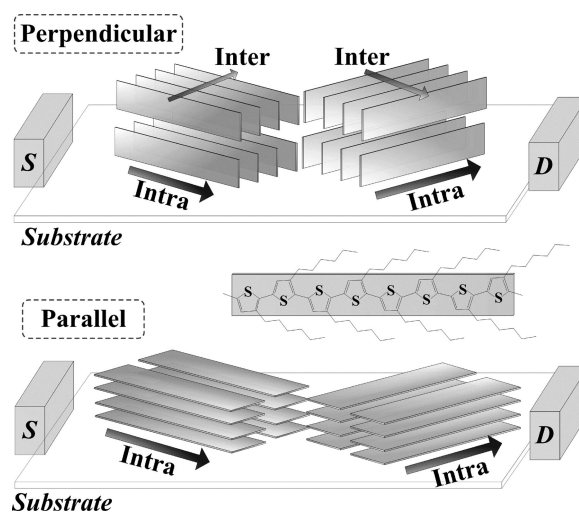 Perpendicular
Inter
Inter
S
D
Intra
Intra
Substrate
S S S S S S S S
Parallel
S
D
Intra
Intra
Substrate